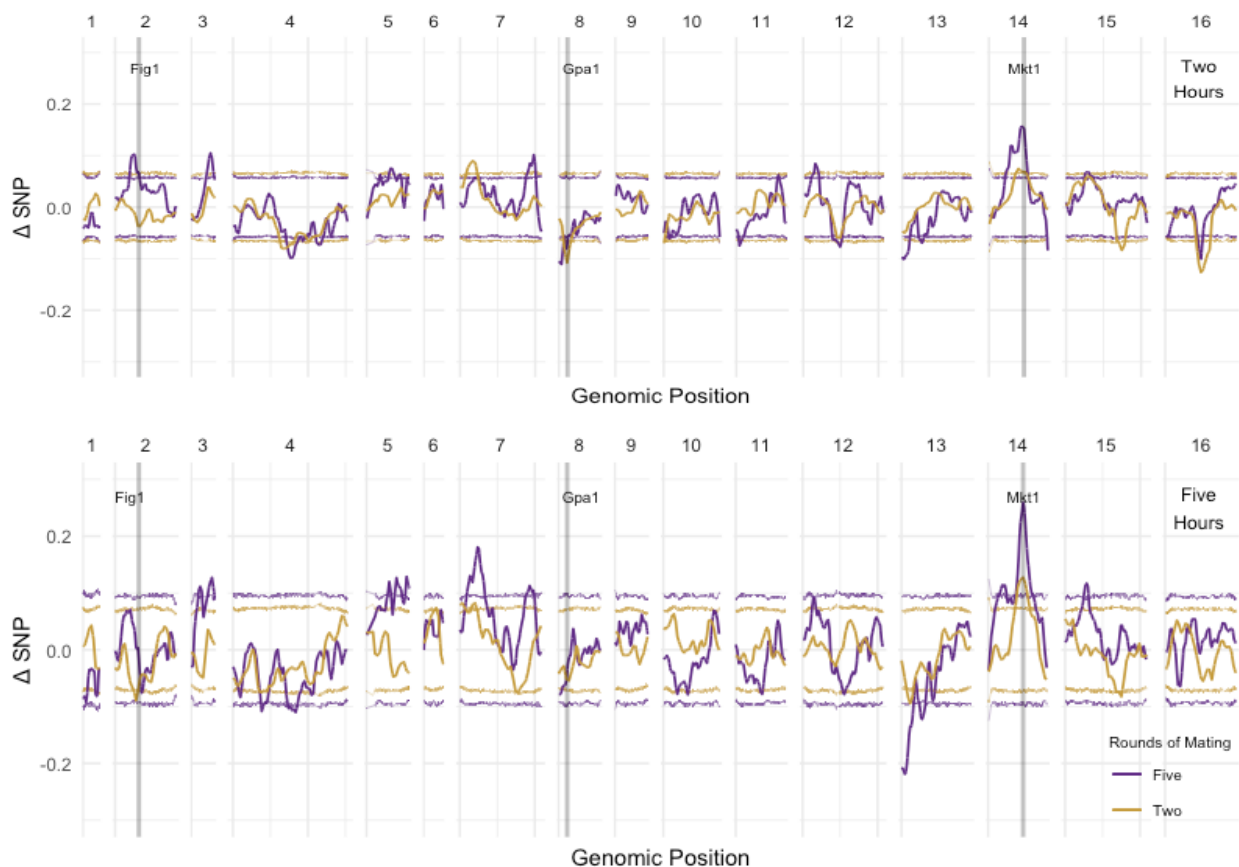 1 2 3 4 5 6 7 8 9 10 11 12 13 14 15 16
Fig1 Gpa1 Mkt1 Two
Hours
0.2
0.0
-0.2
Δ SNP
Genomic Position
1 2 3 4 5 6 7 8 9 10 11 12 13 14 15 16
Fig1 Gpa1 Mkt1 Five
Hours
0.2
0.0
-0.2
Δ SNP
Rounds of Mating
Five
Two
Genomic Position